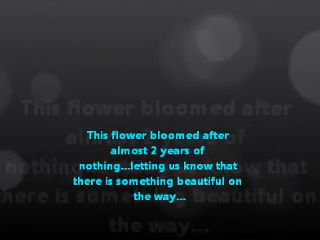 This flower bloomed after
almost 2 years of
nothing...letting us know that
there is something beautiful on
the way...